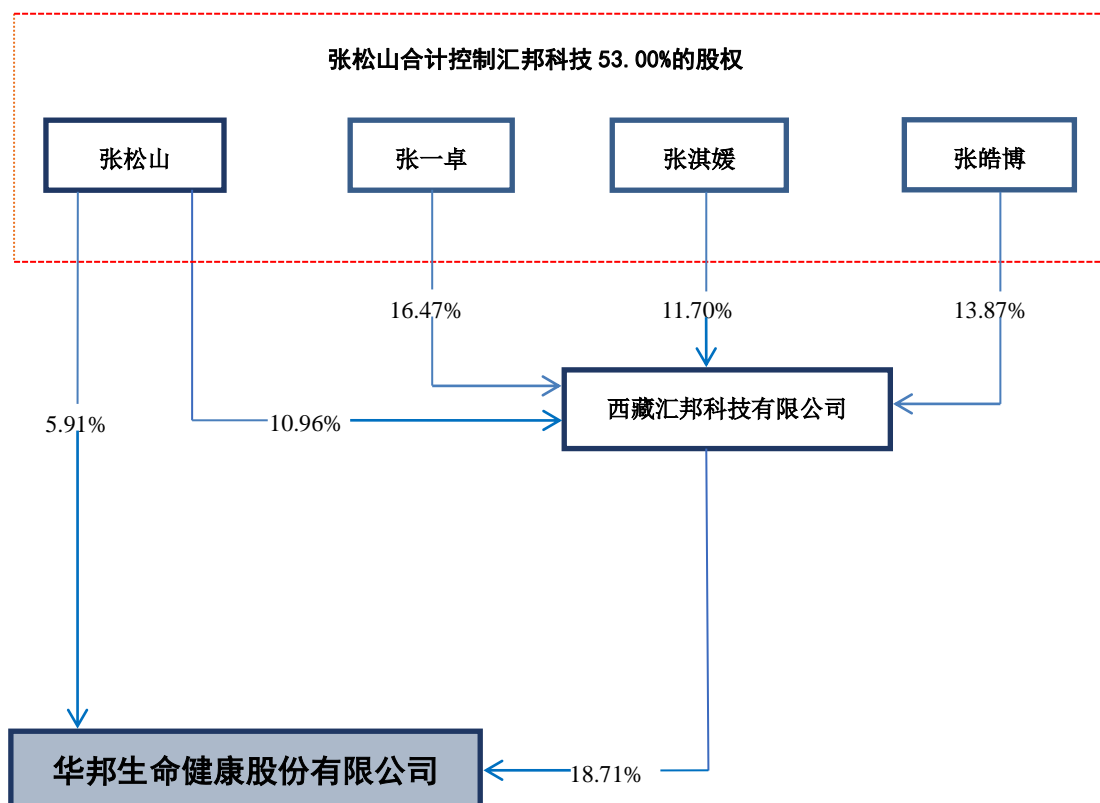 张松山合计控制汇邦科技 53.00%的股权
张松山
张一卓
张淇媛
张皓博
16.47%
11.70%
13.87%
西藏汇邦科技有限公司
5.91%
10.96%
华邦生命健康股份有限公司
18.71%